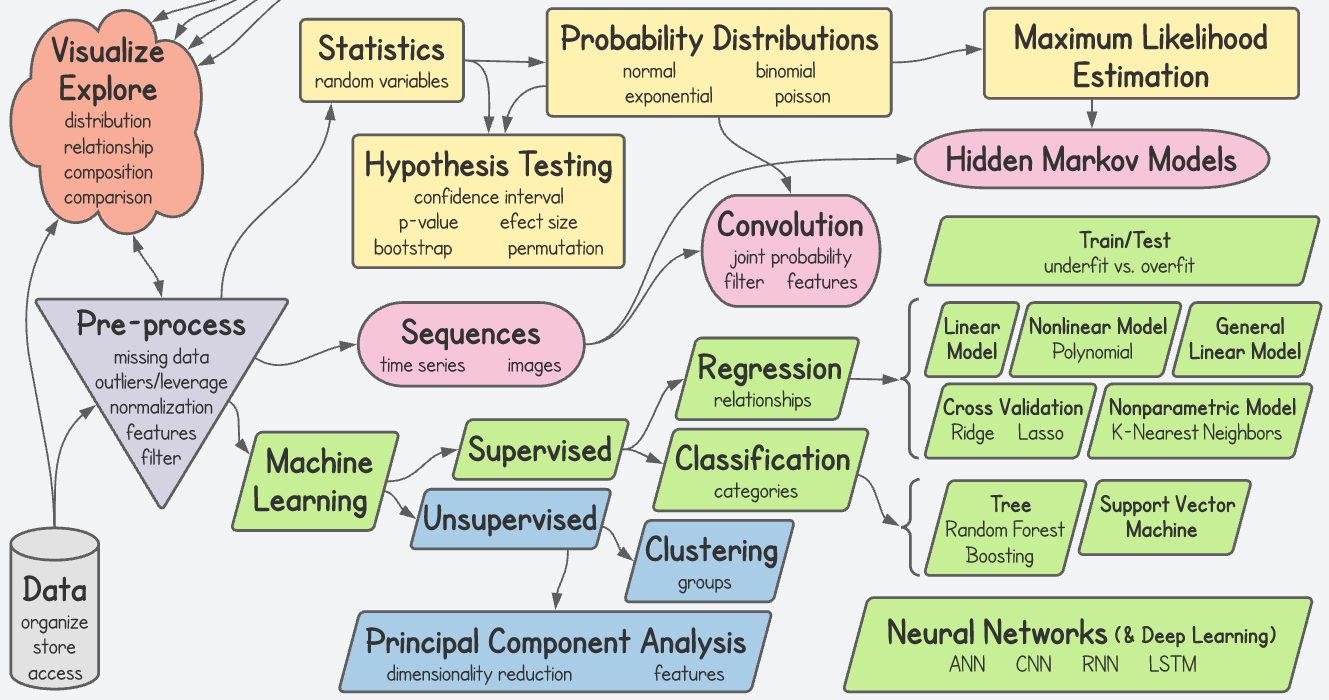 Visualize
Explore
distribution
relationship
composition
comparison
Statistics
random variables
Probability Distributions
normal binomial
exponential poisson
Maximum Likelihood
Estimation
Hypothesis Testing
confidence interval
p-value efect size
bootstrap permutation
Hidden Markov Models
Convolution
joint probability
filter features
Train/Test
underfit vs. overfit
Pre-process
missing data
outliers/leverage
normalization
features
filter
Sequences
time series images
Regression
relationships
Linear
Model
Nonlinear Model
Polynomial
General
Linear Model
Cross Validation
Ridge Lasso
Nonparametric Model
K-Nearest Neighbors
Machine
Learning
Supervised
Classification
categories
Unsupervised
Clustering
groups
Tree
Random Forest
Boosting
Support Vector
Machine
Data
organize
store
access
Principal Component Analysis
dimensionality reduction features
Neural Networks (& Deep Learning)
ANN CNN RNN LSTM